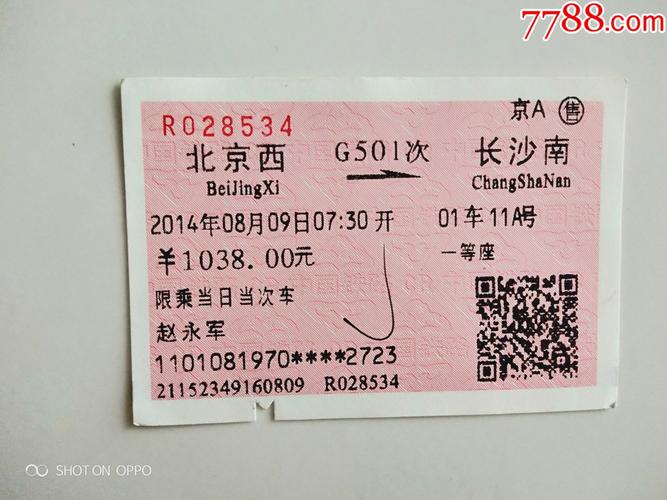 7788.com
京A 售
R028534
北京西 G501次 长沙南
BeiJingXi ChangShaNan
2014年08月09日07:30开 01车11A号
¥1038.00元 一等座
限乘当日当次车
赵永军
1101081970****2723
21152349160809 R028534
SHOT ON OPPO